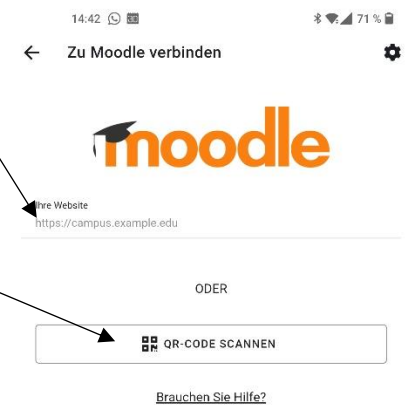 14:42 71 %
Zu Moodle verbinden
moodle
Ihre Website
https://campus.example.edu
ODER
QR-CODE SCANNEN
Brauchen Sie Hilfe?